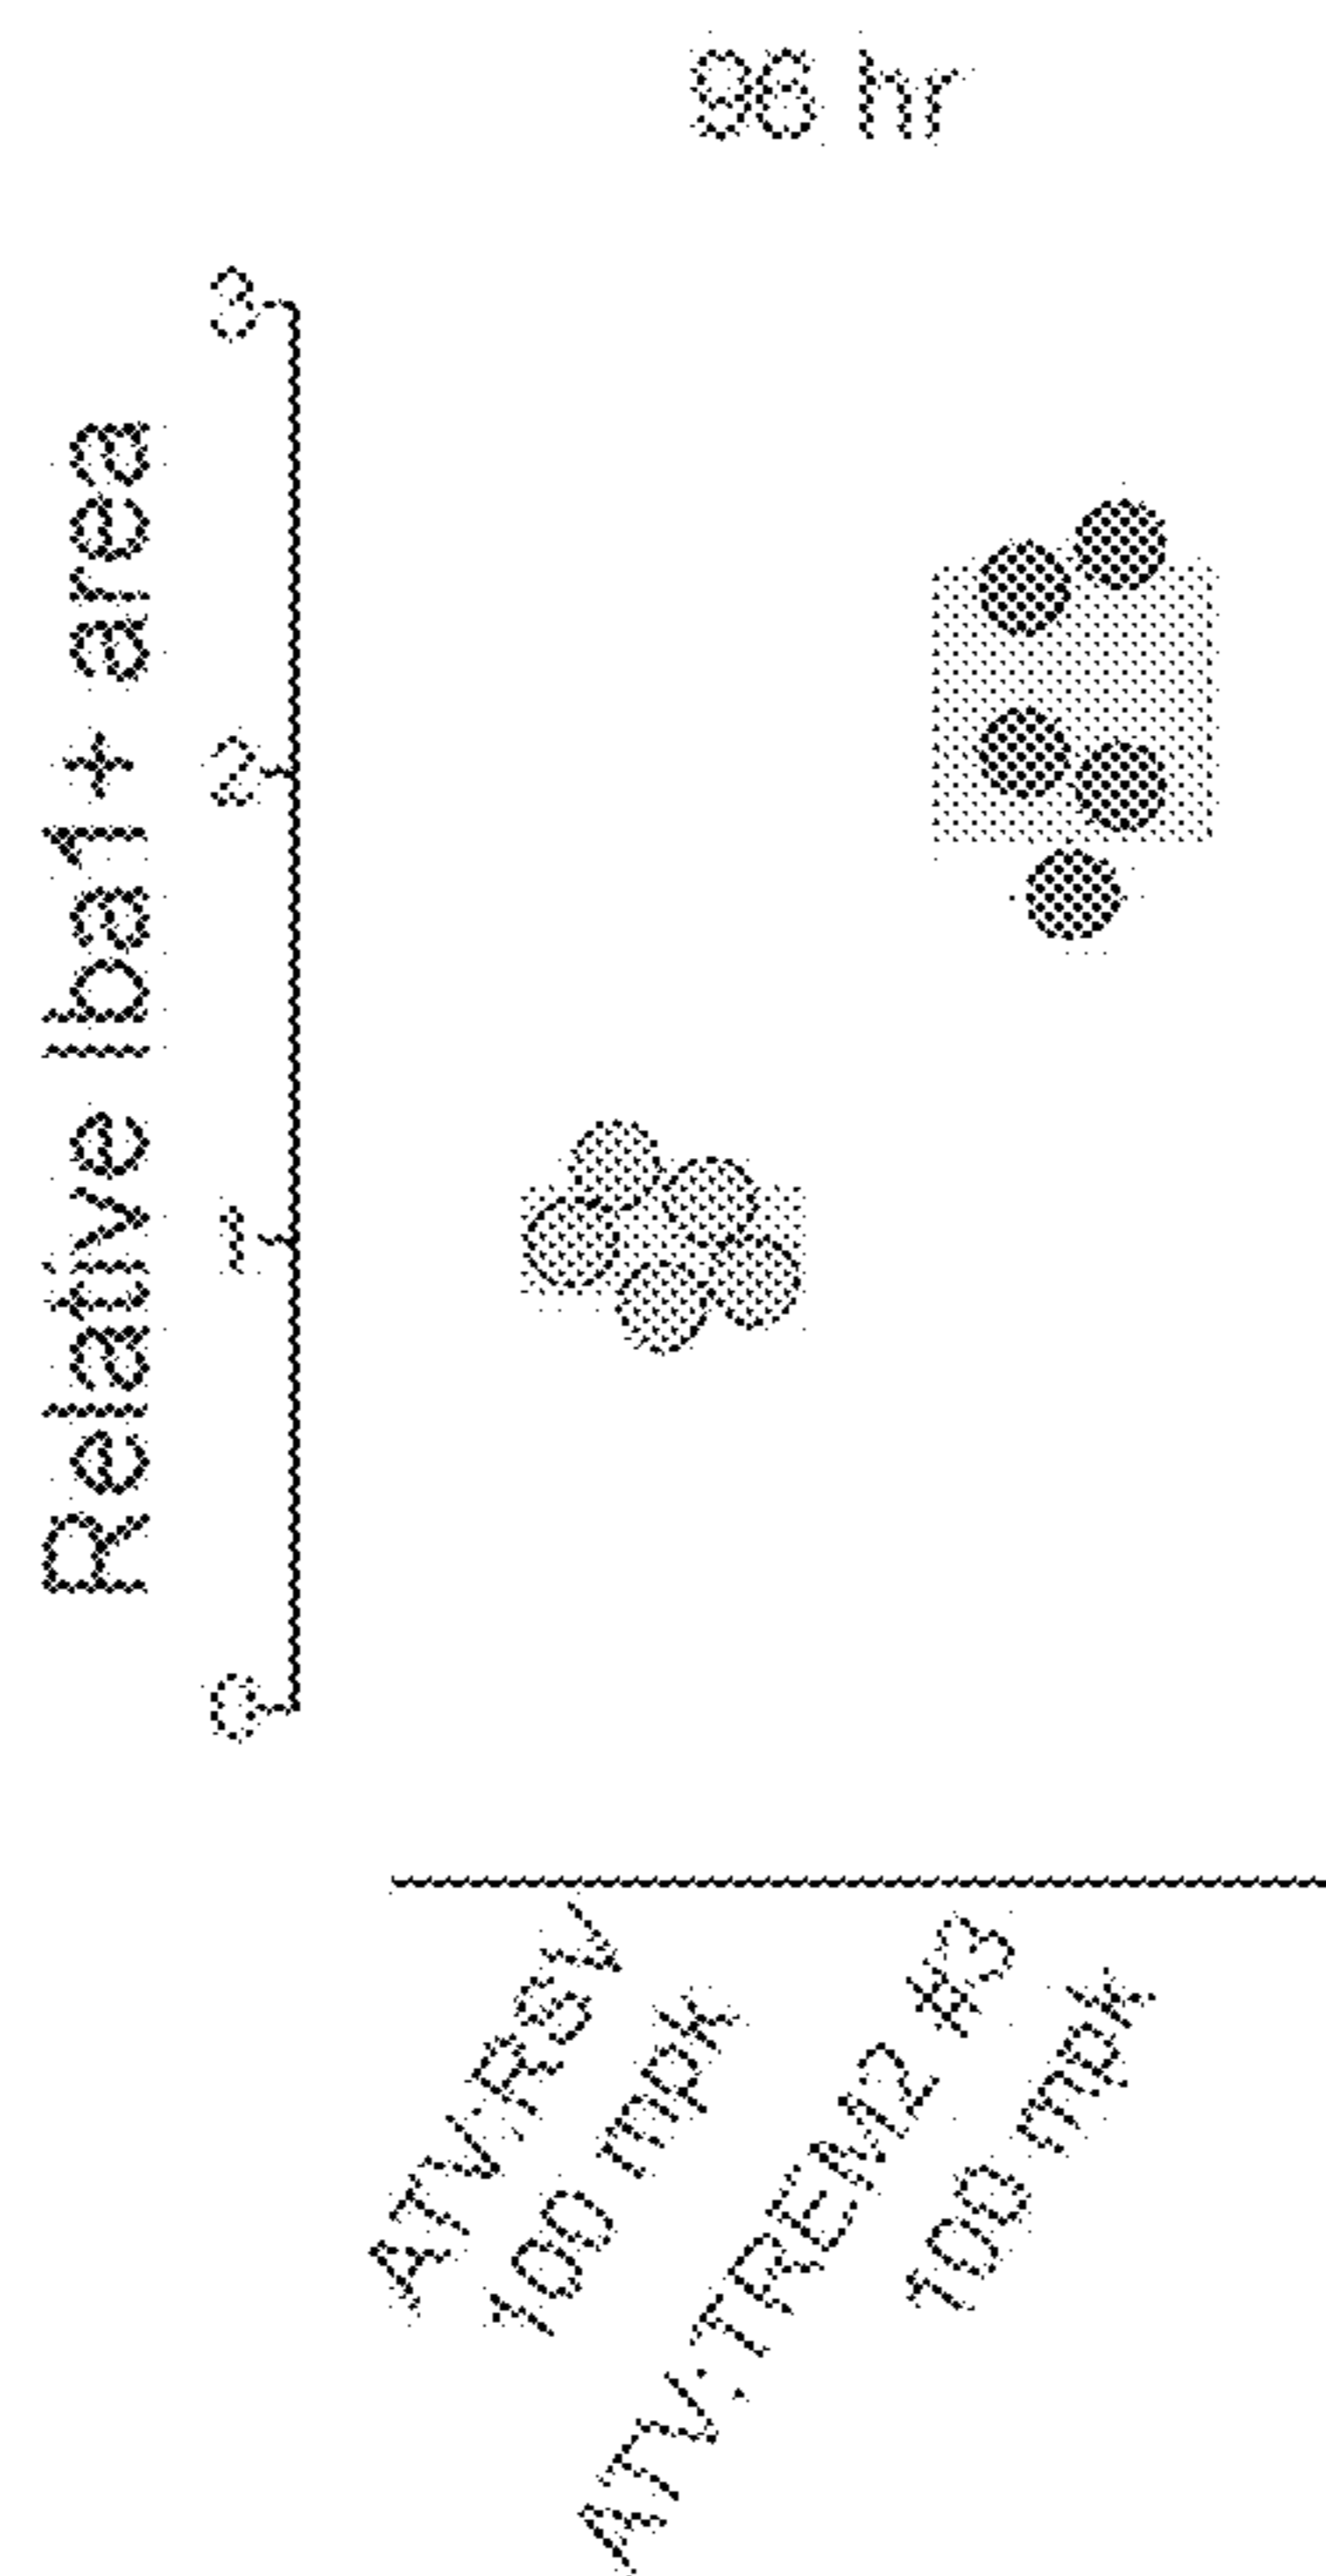 96 hr
Relative Iba1+ area
3
2
1
0
ATV:RSV
100 mpk
ATV:TREM2 #3
100 mpk